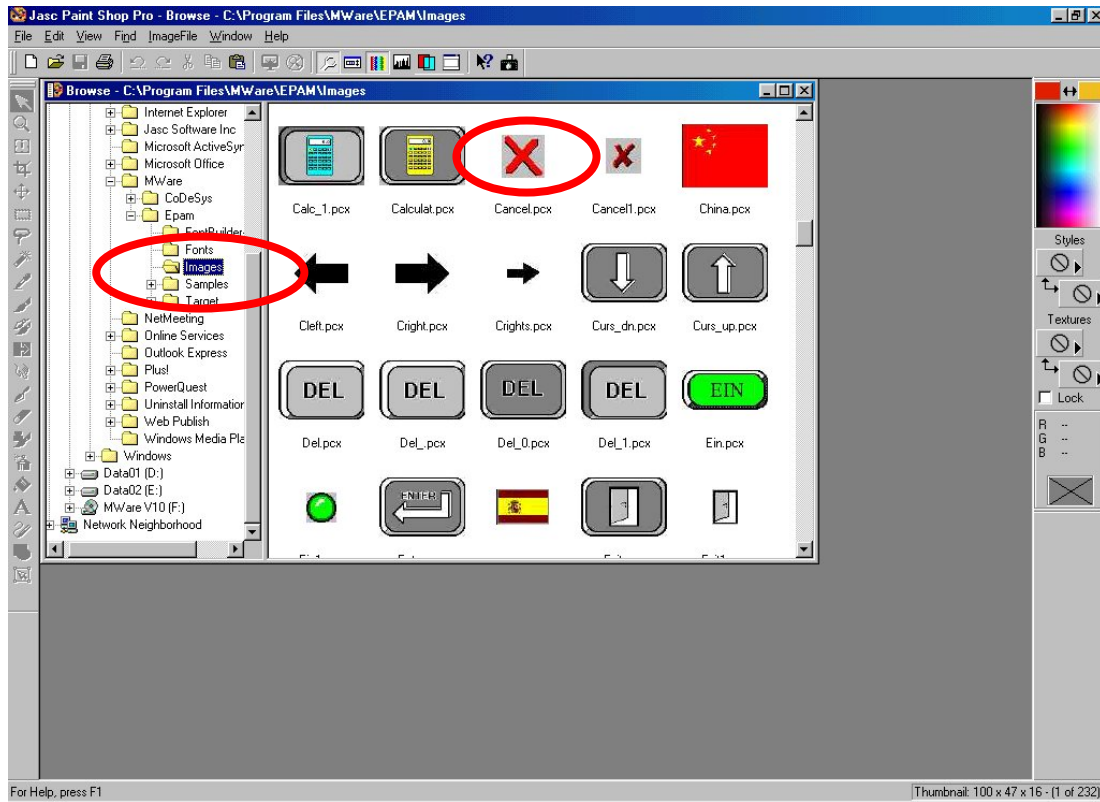 Jasc Paint Shop Pro - Browse - C:\Program Files\MWare\EPAM\Images
File Edit View Find ImageFile Window Help
Browse - C:\Program Files\MWare\EPAM\Images
Internet Explorer
Jasc Software Inc
Microsoft ActiveSyr
Microsoft Office
MWare
CoDeSys
Epam
FontBuilder
Fonts
Images
Samples
Target
NetMeeting
Online Services
Outlook Express
Plus!
PowerQuest
Uninstall Information
Web Publish
Windows Media Pla
Windows
Data01 (D:)
Data02 (E:)
MWare V10 (F:)
Network Neighborhood
Calc_1.pcx Calculat.pcx Cancel.pcx Cancel1.pcx China.pcx
Cleft.pcx Cright.pcx Crights.pcx Curs_dn.pcx Curs_up.pcx
DEL DEL DEL DEL EIN
Del.pcx Del_.pcx Del_0.pcx Del_1.pcx Ein.pcx
ENTER
Styles
Textures
Lock
R --
G --
B --
For Help, press F1
Thumbnail: 100 x 47 x 16 - (1 of 232)